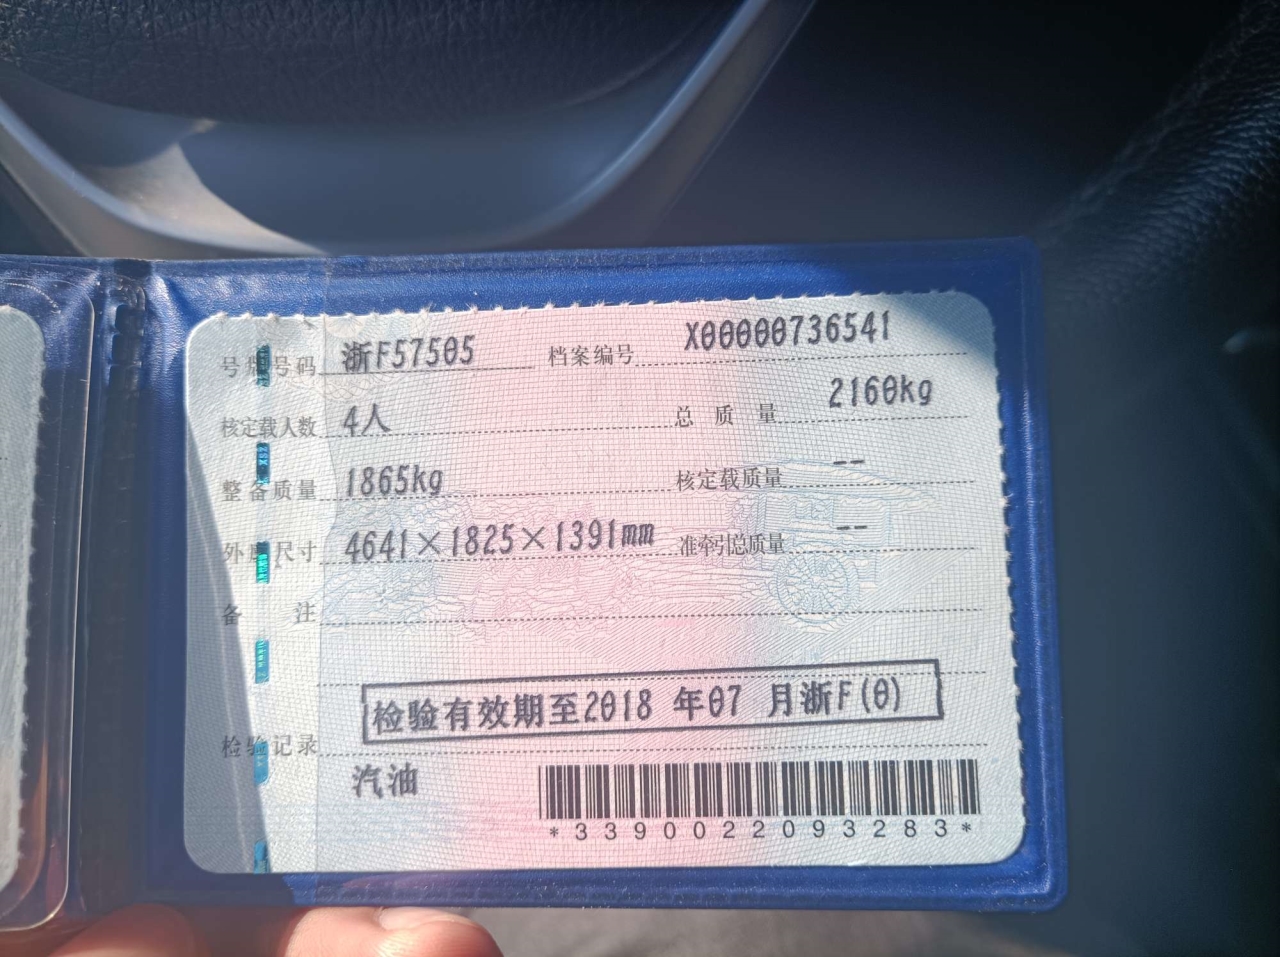 号牌号码 浙F57505 档案编号 X00000736541
核定载人数 4人 总质量 2160kg
整备质量 1865kg 核定载质量 --
外廓尺寸 4641×1825×1391mm 准牵引总质量 --
备注
检验有效期至2018 年07 月浙F(0)
检验记录
汽油
*3390022093283*